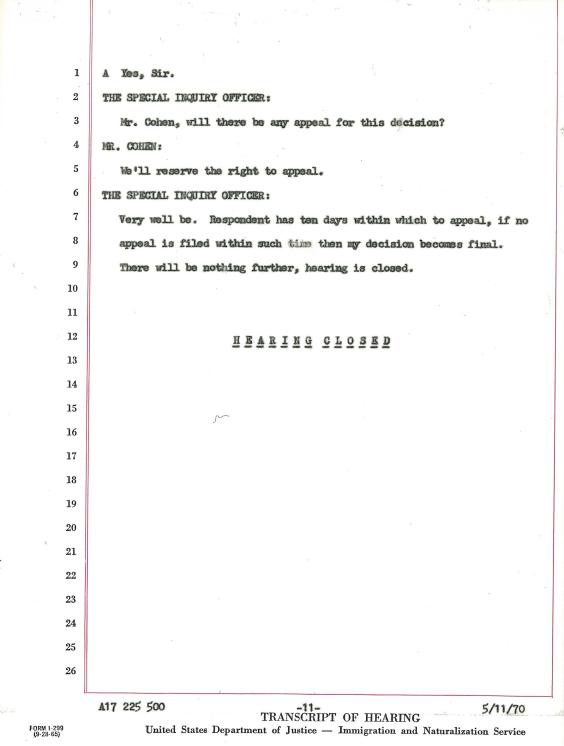 1 A Yes, Sir.
2 THE SPECIAL INQUIRY OFFICER:
3 Mr. Cohen, will there be any appeal for this decision?
4 MR. COHEN:
5 We'll reserve the right to appeal.
6 THE SPECIAL INQUIRY OFFICER:
7 Very well be. Respondent has ten days within which to appeal, if no
8 appeal is filed within such time then my decision becomes final.
9 There will be nothing further, hearing is closed.
10
11
12 HEARING CLOSED
13
14
15
16
17
18
19
20
21
22
23
24
25
26
A17 225 500 -11- 5/11/70
TRANSCRIPT OF HEARING
FORM I-299
(9-28-65)
United States Department of Justice — Immigration and Naturalization Service